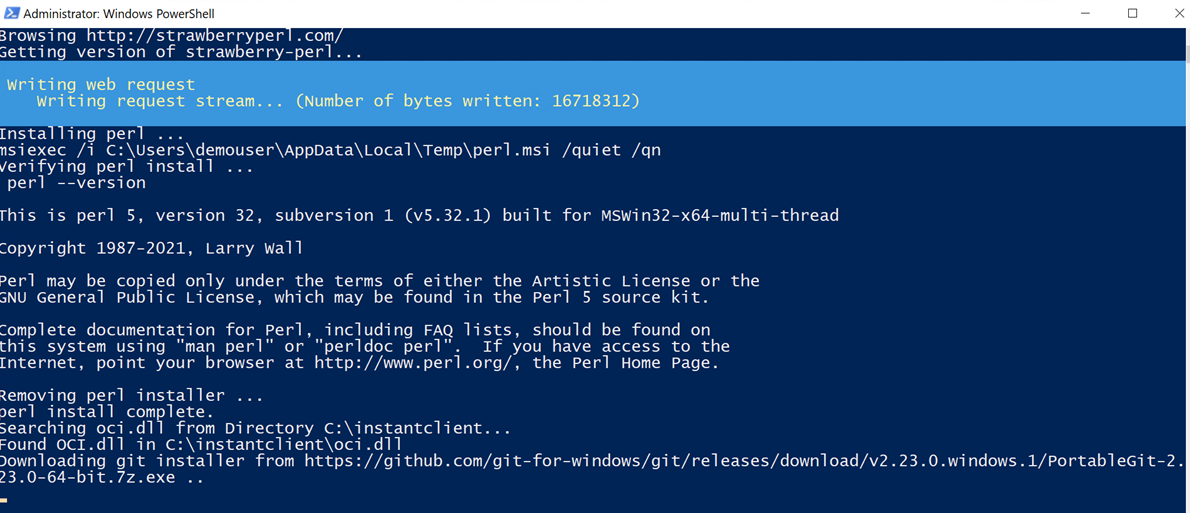 Administrator: Windows PowerShell
Browsing http://strawberryperl.com/
Getting version of strawberry-perl...
Writing web request
Writing request stream... (Number of bytes written: 16718312)
Installing perl ...
msiexec /i C:\Users\demouser\AppData\Local\Temp\perl.msi /quiet /qn
Verifying perl install ...
perl --version
This is perl 5, version 32, subversion 1 (v5.32.1) built for MSWin32-x64-multi-thread
Copyright 1987-2021, Larry Wall
Perl may be copied only under the terms of either the Artistic License or the
GNU General Public License, which may be found in the Perl 5 source kit.
Complete documentation for Perl, including FAQ lists, should be found on
this system using "man perl" or "perldoc perl".  If you have access to the
Internet, point your browser at http://www.perl.org/, the Perl Home Page.
Removing perl installer ...
perl install complete.
Searching oci.dll from Directory C:\instantclient...
Found OCI.dll in C:\instantclient\oci.dll
Downloading git installer from https://github.com/git-for-windows/git/releases/download/v2.23.0.windows.1/PortableGit-2.
23.0-64-bit.7z.exe ..